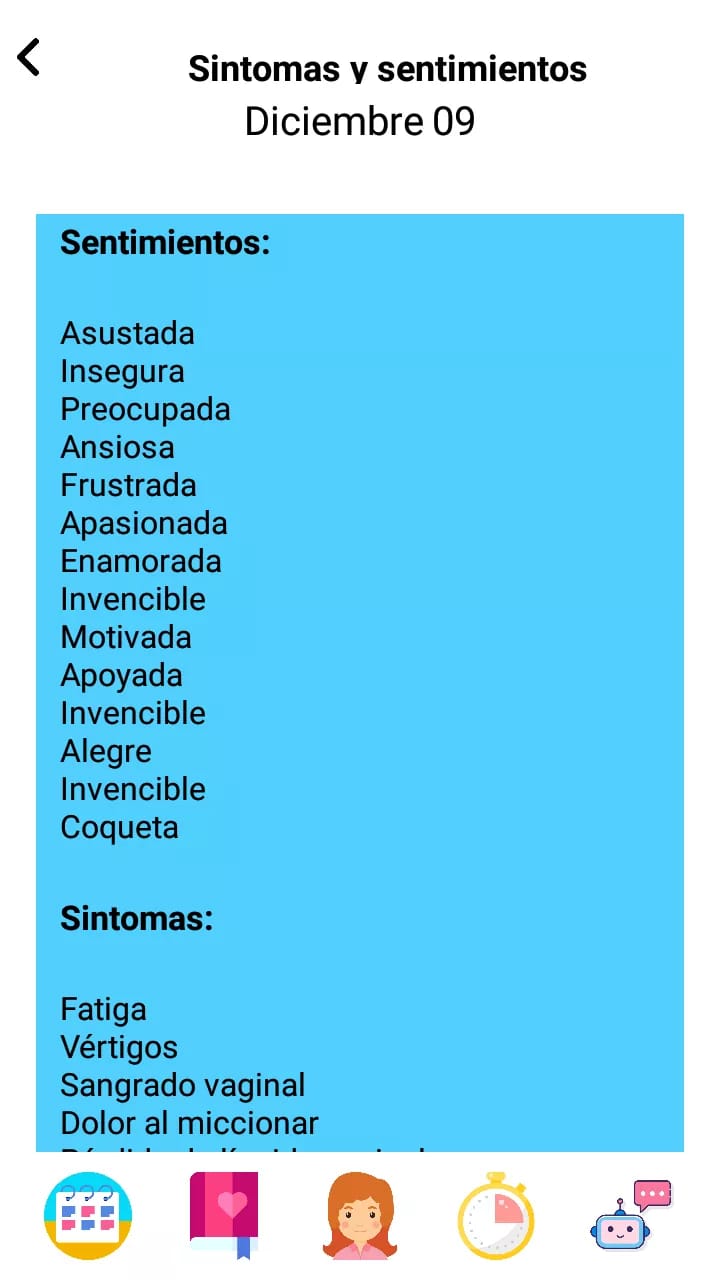 Sintomas y sentimientos
Diciembre 09
Sentimientos:
Asustada
Insegura
Preocupada
Ansiosa
Frustrada
Apasionada
Enamorada
Invencible
Motivada
Apoyada
Invencible
Alegre
Invencible
Coqueta
Sintomas:
Fatiga
Vértigos
Sangrado vaginal
Dolor al miccionar